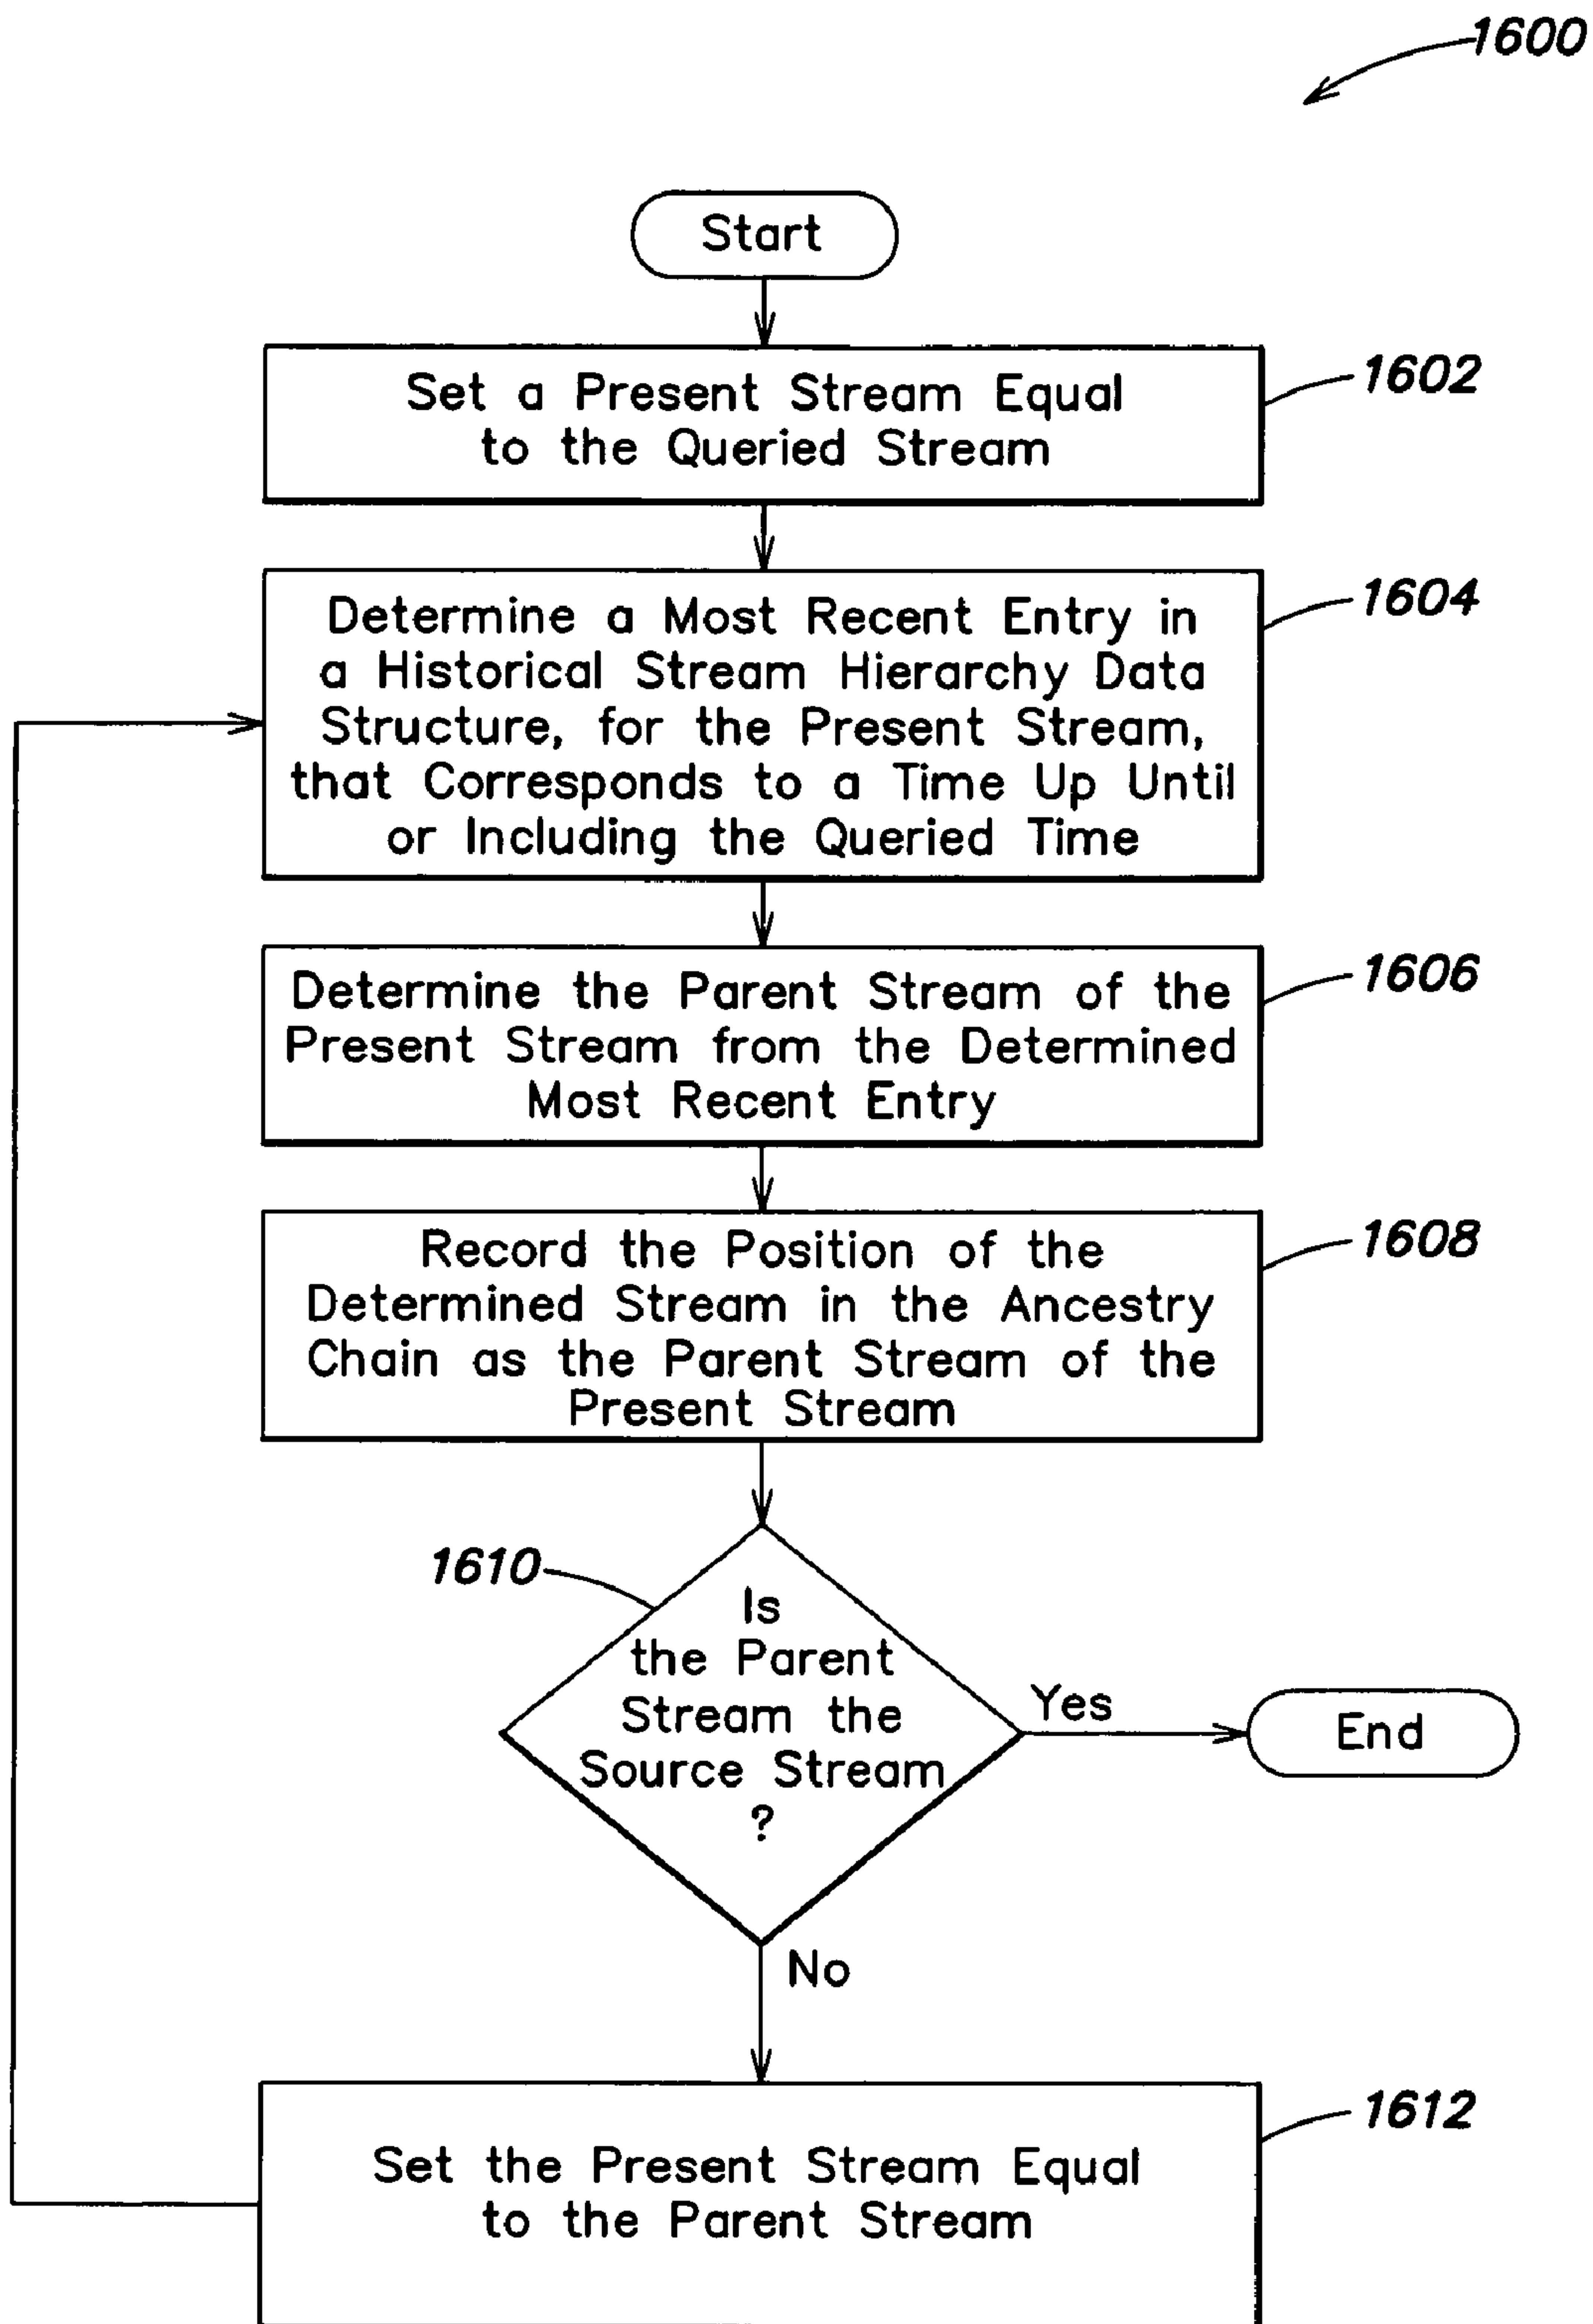 1600
Start
Set a Present Stream Equal
to the Queried Stream
1602
Determine a Most Recent Entry in
a Historical Stream Hierarchy Data
Structure, for the Present Stream,
that Corresponds to a Time Up Until
or Including the Queried Time
1604
Determine the Parent Stream of the
Present Stream from the Determined
Most Recent Entry
1606
Record the Position of the
Determined Stream in the Ancestry
Chain as the Parent Stream of the
Present Stream
1608
1610
Is
the Parent
Stream the
Source Stream
?
Yes
End
No
Set the Present Stream Equal
to the Parent Stream
1612